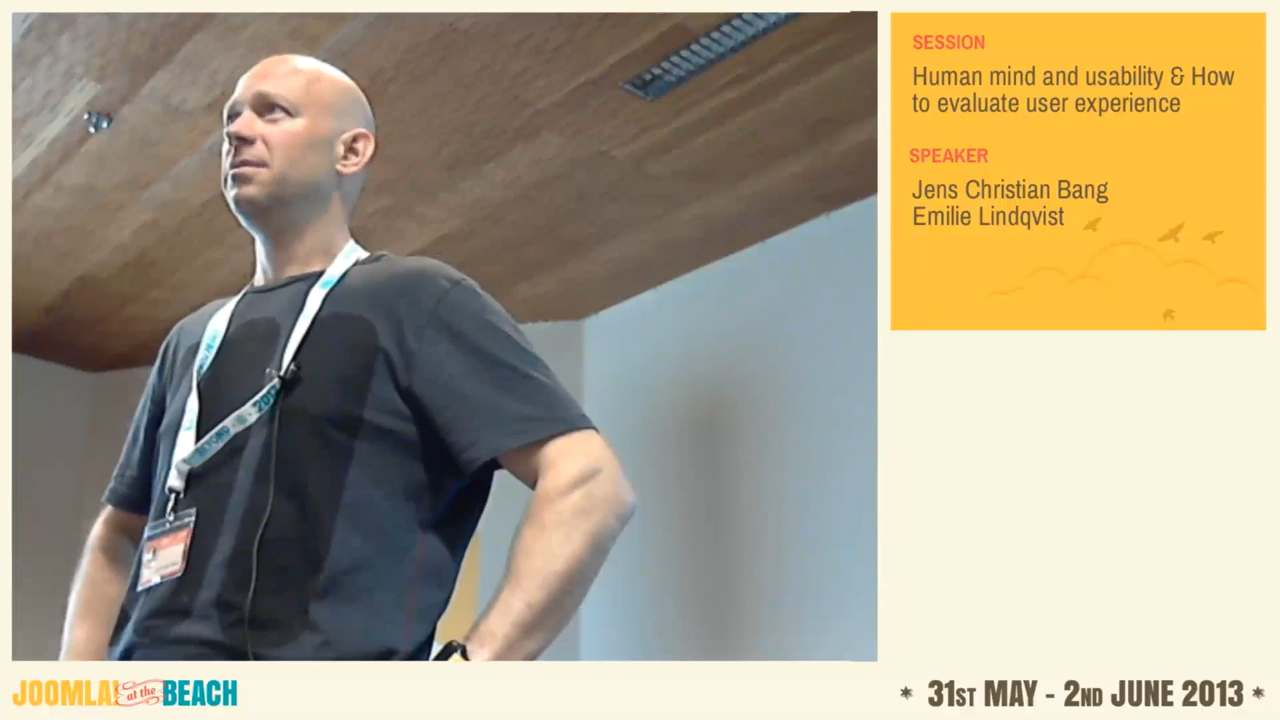 SESSION
Human mind and usability & How
to evaluate user experience
SPEAKER
Jens Christian Bang
Emilie Lindqvist
JOOMLA! at the BEACH
* 31ST MAY - 2ND JUNE 2013 *